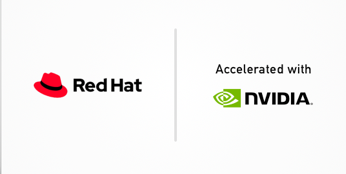 Red Hat
Accelerated with
NVIDIA.